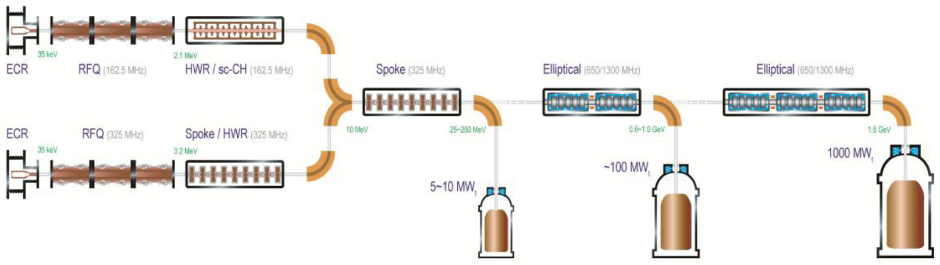 35 keV
2.1 MeV
ECR RFQ (162.5 MHz) HWR / sc-CH (162.5 MHz)
Spoke (325 MHz) Elliptical (650/1300 MHz) Elliptical (650/1300 MHz)
10 MeV 25~250 MeV 0.6~1.0 GeV 1.5 GeV
ECR RFQ (325 MHz) Spoke / HWR (325 MHz)
35 keV 3.2 MeV
5~10 MWt ~100 MWt 1000 MWt